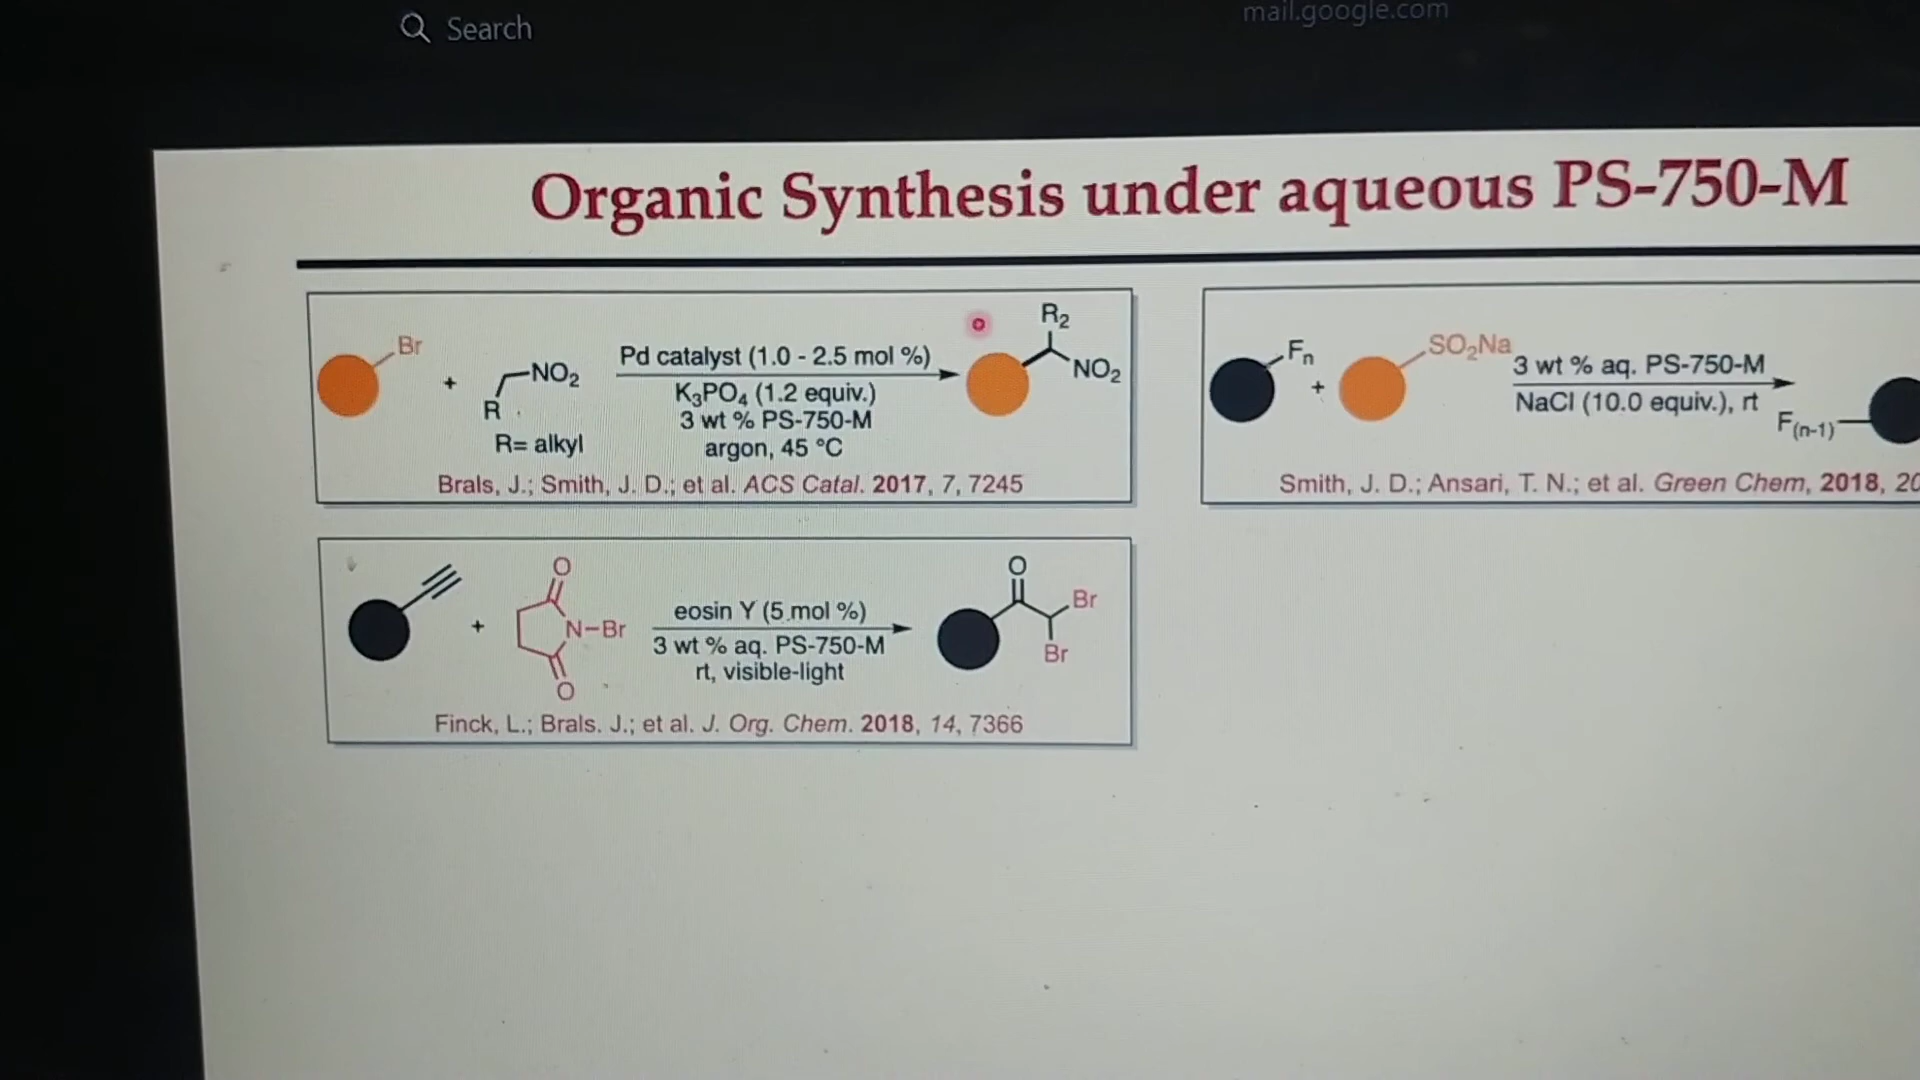 Search
mail.google.com
Organic Synthesis under aqueous PS-750-M
Br
+
NO2
R
R= alkyl
Pd catalyst (1.0 - 2.5 mol %)
K3PO4 (1.2 equiv.)
3 wt % PS-750-M
argon, 45 °C
R2
NO2
Brals, J.; Smith, J. D.; et al. ACS Catal. 2017, 7, 7245
Fn
+
SO2Na
3 wt % aq. PS-750-M
NaCl (10.0 equiv.), rt
F(n-1)
Smith, J. D.; Ansari, T. N.; et al. Green Chem, 2018, 20
+
O
N-Br
O
eosin Y (5 mol %)
3 wt % aq. PS-750-M
rt, visible-light
O
Br
Br
Finck, L.; Brals. J.; et al. J. Org. Chem. 2018, 14, 7366